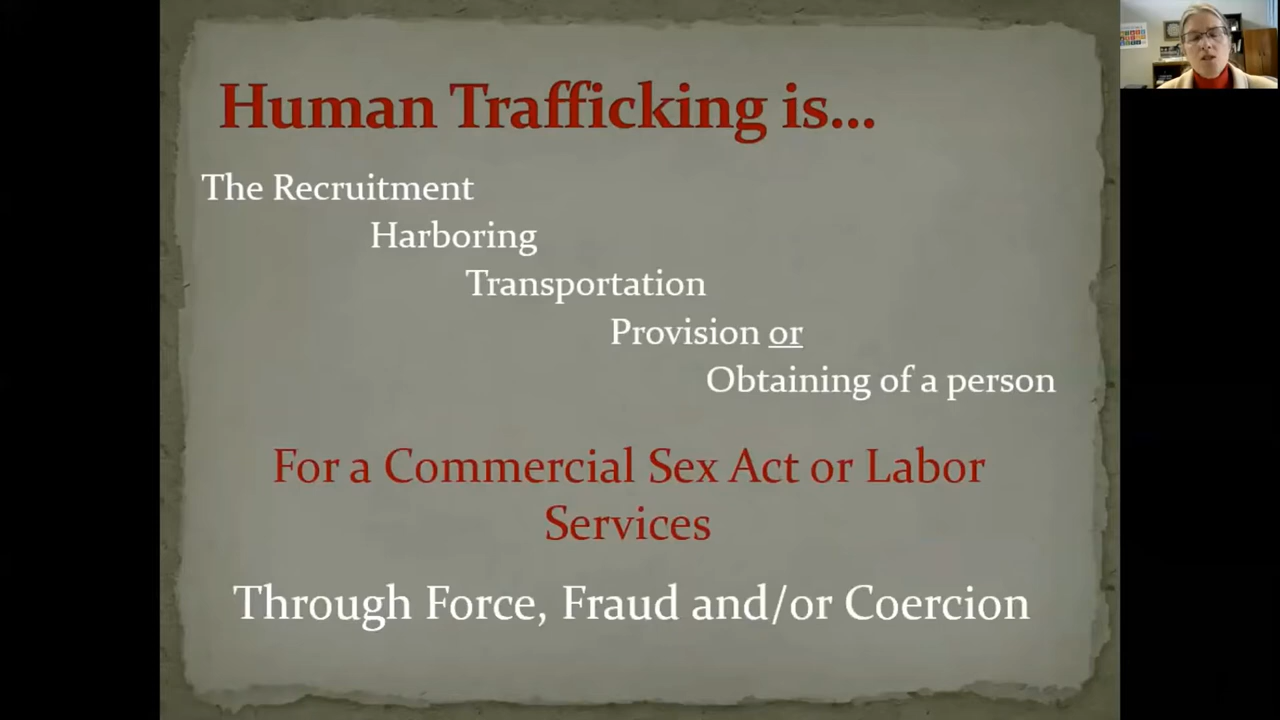 Human Trafficking is...
The Recruitment
Harboring
Transportation
Provision or
Obtaining of a person
For a Commercial Sex Act or Labor
Services
Through Force, Fraud and/or Coercion